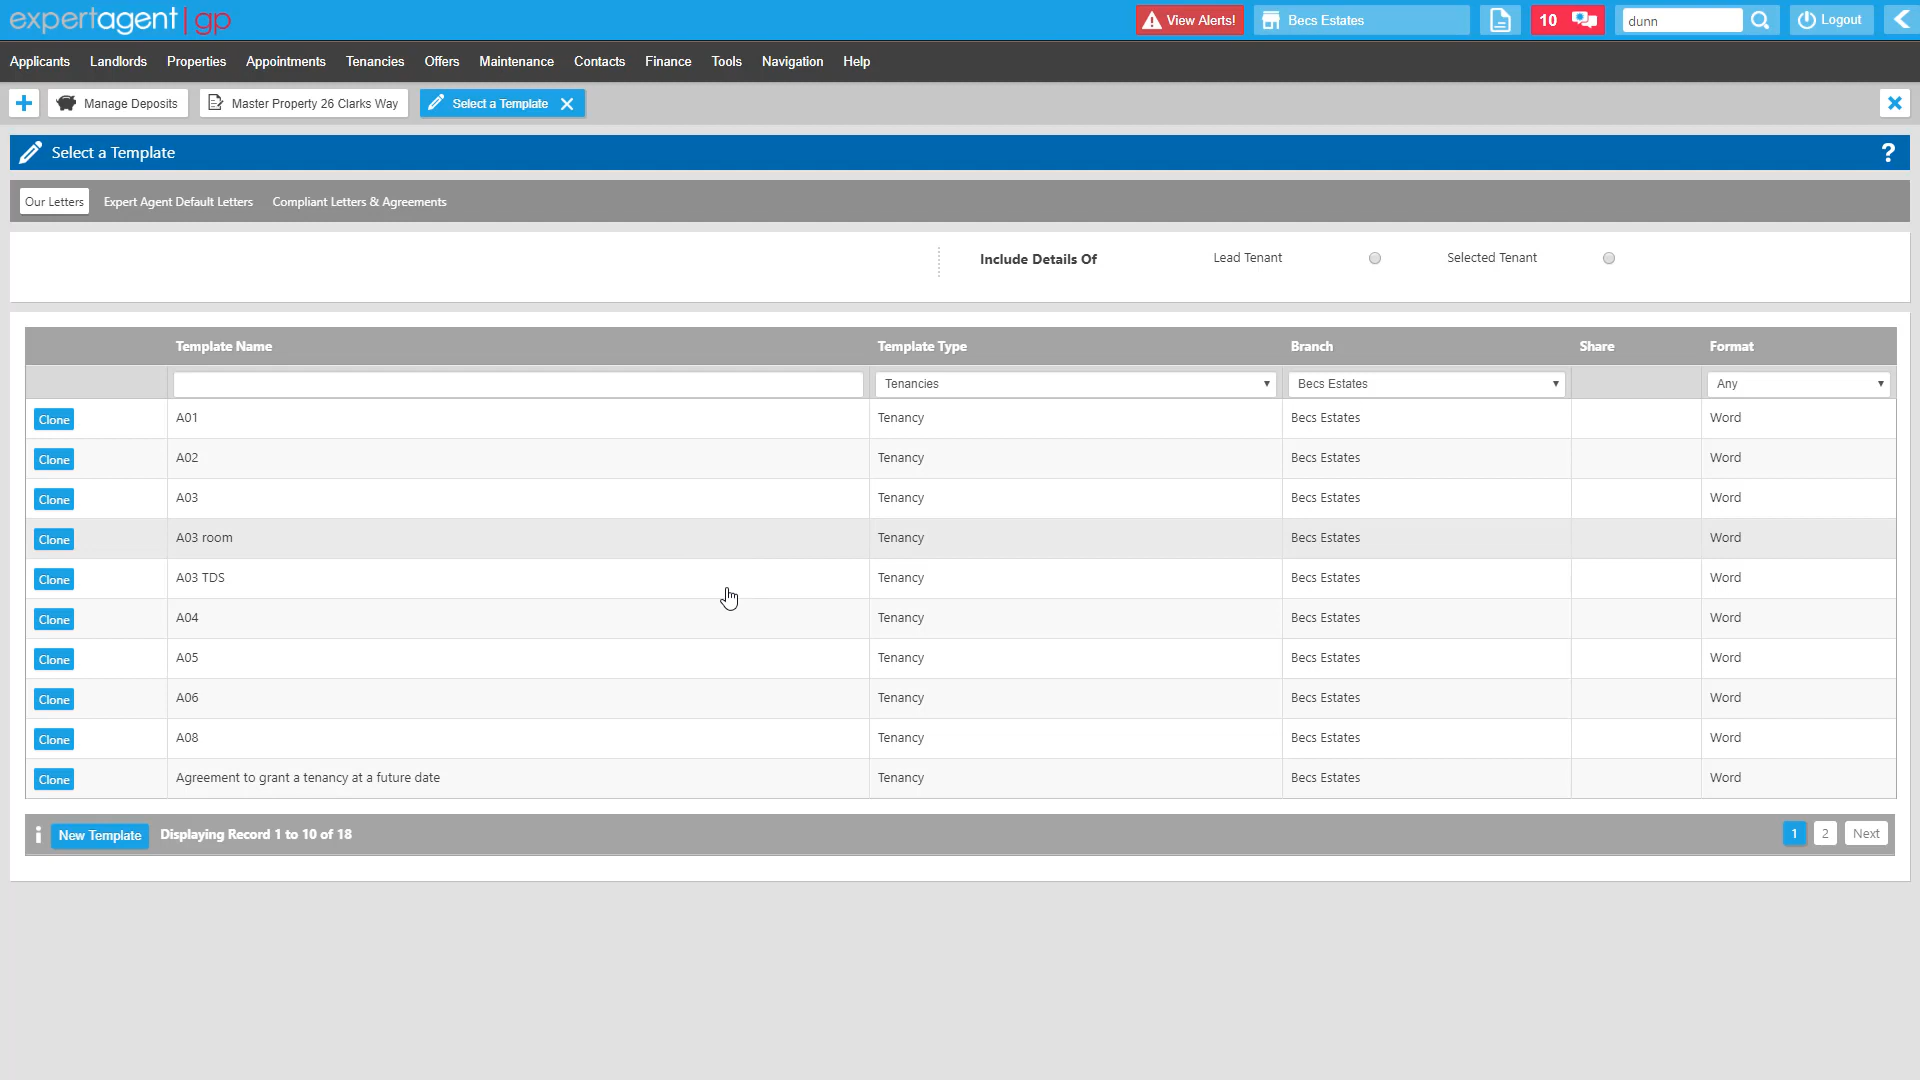 expertagent|gp
View Alerts!
Becs Estates
10
dunn
Logout
Applicants Landlords Properties Appointments Tenancies Offers Maintenance Contacts Finance Tools Navigation Help
Manage Deposits
Master Property 26 Clarks Way
Select a Template
Select a Template
?
Our Letters Expert Agent Default Letters Compliant Letters & Agreements
Include Details Of Lead Tenant Selected Tenant
Template Name Template Type Branch Share Format
Tenancies Becs Estates Any
Clone A01 Tenancy Becs Estates Word
Clone A02 Tenancy Becs Estates Word
Clone A03 Tenancy Becs Estates Word
Clone A03 room Tenancy Becs Estates Word
Clone A03 TDS Tenancy Becs Estates Word
Clone A04 Tenancy Becs Estates Word
Clone A05 Tenancy Becs Estates Word
Clone A06 Tenancy Becs Estates Word
Clone A08 Tenancy Becs Estates Word
Clone Agreement to grant a tenancy at a future date Tenancy Becs Estates Word
New Template Displaying Record 1 to 10 of 18 1 2 Next